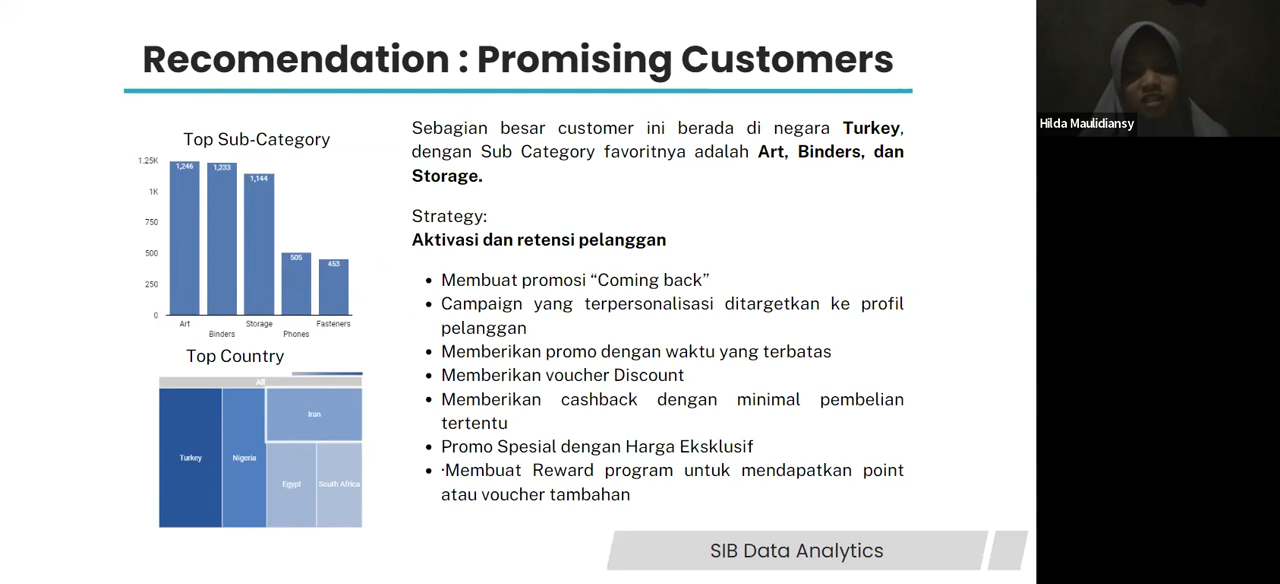 Recomendation : Promising Customers
Top Sub-Category
1.25K
1K
750
500
250
0
1,246
1,233
1,144
505
453
Art
Binders
Storage
Phones
Fasteners
Top Country
All
Turkey
Nigeria
Iran
Egypt
South Africa
Sebagian besar customer ini berada di negara Turkey,
dengan Sub Category favoritnya adalah Art, Binders, dan
Storage.
Strategy:
Aktivasi dan retensi pelanggan
• Membuat promosi “Coming back”
• Campaign yang terpersonalisasi ditargetkan ke profil
pelanggan
• Memberikan promo dengan waktu yang terbatas
• Memberikan voucher Discount
• Memberikan cashback dengan minimal pembelian
tertentu
• Promo Spesial dengan Harga Eksklusif
• ·Membuat Reward program untuk mendapatkan point
atau voucher tambahan
SIB Data Analytics
Hilda Maulidiansy